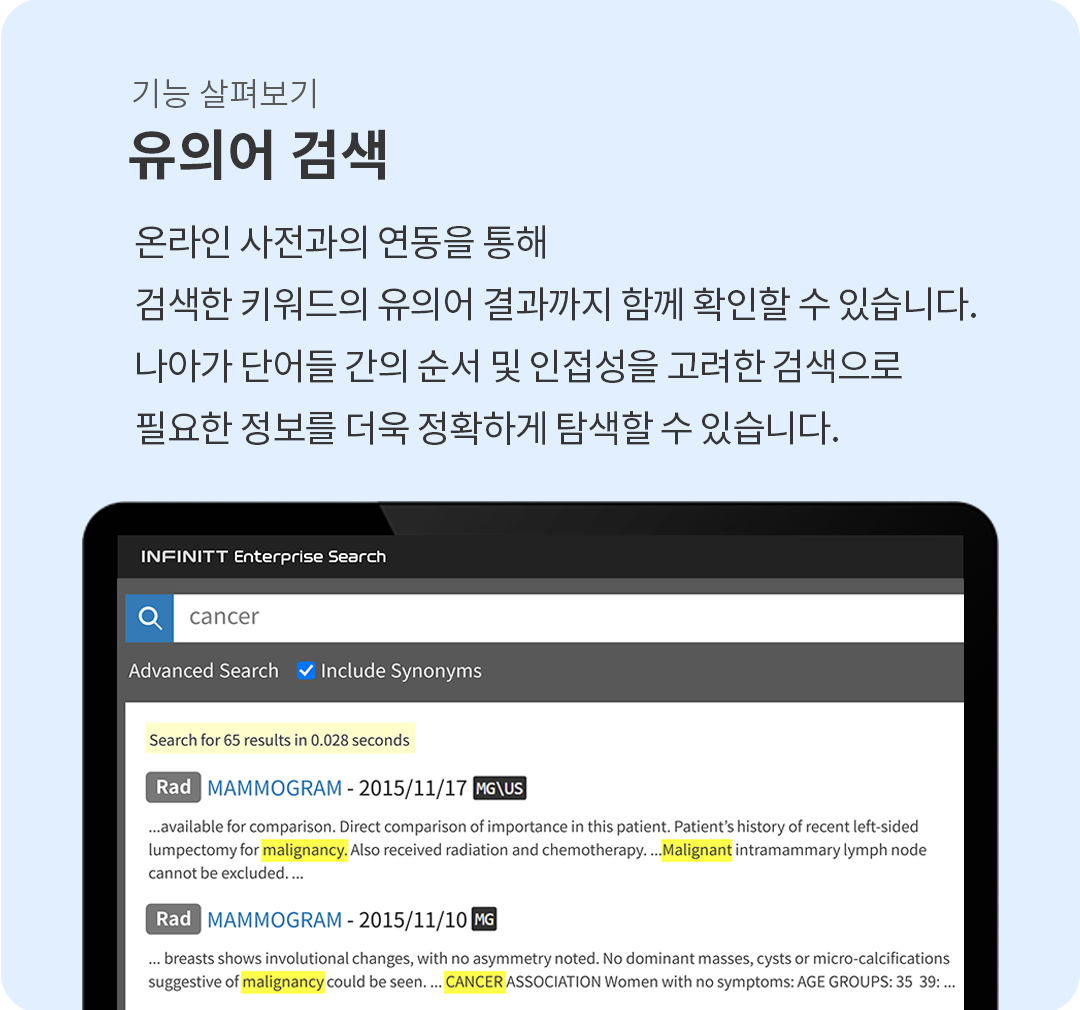 기능 살펴보기
유의어 검색
온라인 사전과의 연동을 통해
검색한 키워드의 유의어 결과까지 함께 확인할 수 있습니다.
나아가 단어들 간의 순서 및 인접성을 고려한 검색으로
필요한 정보를 더욱 정확하게 탐색할 수 있습니다.
INFINITT Enterprise Search
cancer
Advanced Search Include Synonyms
Search for 65 results in 0.028 seconds
Rad MAMMOGRAM - 2015/11/17 MG\US
...available for comparison. Direct comparison of importance in this patient. Patient’s history of recent left-sided
lumpectomy for malignancy. Also received radiation and chemotherapy. ...Malignant intramammary lymph node
cannot be excluded. ...
Rad MAMMOGRAM - 2015/11/10 MG
... breasts shows involutional changes, with no asymmetry noted. No dominant masses, cysts or micro-calcifications
suggestive of malignancy could be seen. ... CANCER ASSOCIATION Women with no symptoms: AGE GROUPS: 35 39: ...